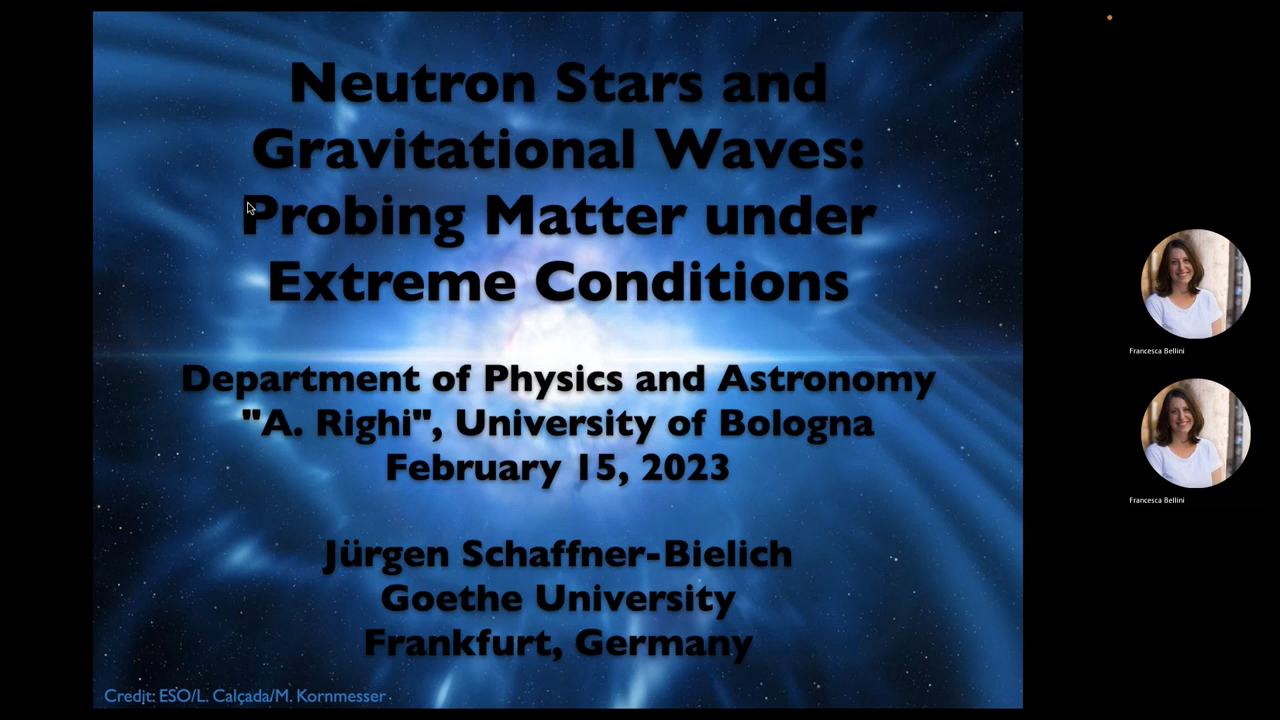 Neutron Stars and
Gravitational Waves:
Probing Matter under
Extreme Conditions
Department of Physics and Astronomy
"A. Righi", University of Bologna
February 15, 2023
Jürgen Schaffner-Bielich
Goethe University
Frankfurt, Germany
Credit: ESO/L. Calçada/M. Kornmesser
Francesca Bellini
Francesca Bellini